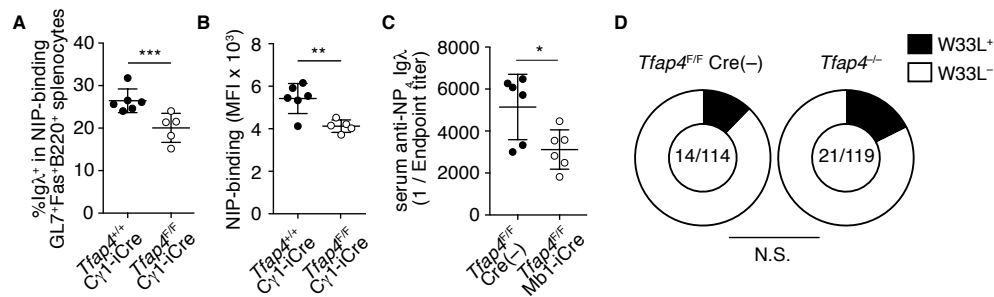 A
%Igλ⁺ in NIP-binding
GL7⁺Fas⁺B220⁺ splenocytes
40
30
20
10
0
***
Tfap4⁺/⁺
Cγ1-iCre
Tfap4F/F
Cγ1-iCre
B
NIP-binding (MFI x 10³)
8
6
4
2
0
**
Tfap4⁺/⁺
Cγ1-iCre
Tfap4F/F
Cγ1-iCre
C
serum anti-NP₄ Igλ
(1 / Endpoint titer)
8000
6000
4000
2000
0
*
Tfap4F/F
Cre(–)
Tfap4F/F
Mb1-iCre
D
W33L⁺
W33L⁻
Tfap4F/F Cre(–)
Tfap4–/–
14/114
21/119
N.S.